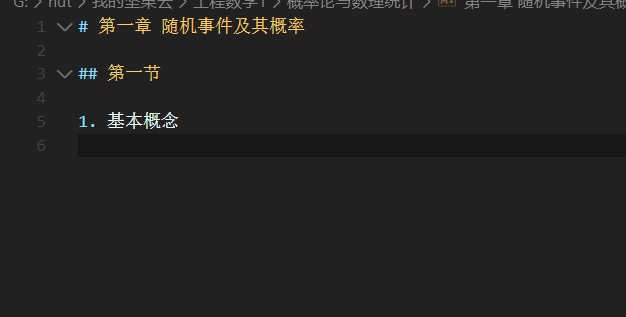 G: > hut > 我的坚果云 > 工程数学1 > 概率论与数理统计 > 第一章 随机事件及其概
1 # 第一章 随机事件及其概率
2
3 ## 第一节
4
5 1. 基本概念
6